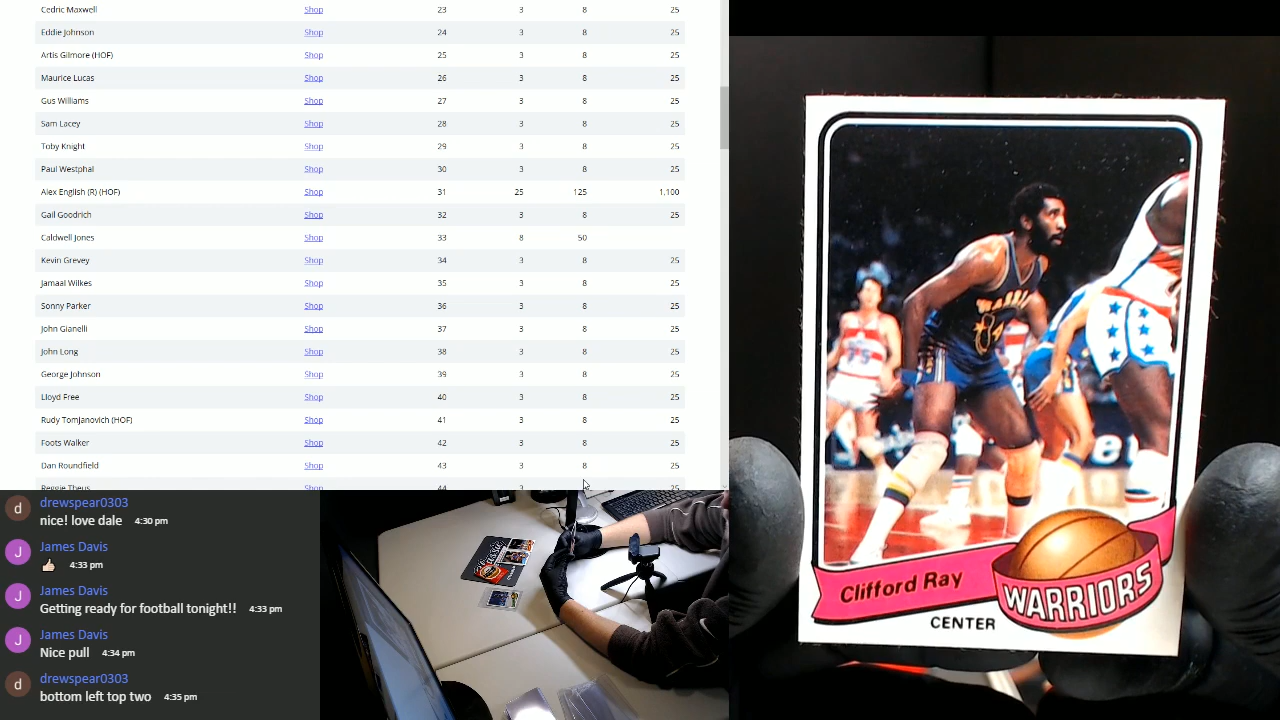 Cedric Maxwell Shop 23 3 8 25
Eddie Johnson Shop 24 3 8 25
Artis Gilmore (HOF) Shop 25 3 8 25
Maurice Lucas Shop 26 3 8 25
Gus Williams Shop 27 3 8 25
Sam Lacey Shop 28 3 8 25
Toby Knight Shop 29 3 8 25
Paul Westphal Shop 30 3 8 25
Alex English (R) (HOF) Shop 31 25 125 1,100
Gail Goodrich Shop 32 3 8 25
Caldwell Jones Shop 33 8 50
Kevin Grevey Shop 34 3 8 25
Jamaal Wilkes Shop 35 3 8 25
Sonny Parker Shop 36 3 8 25
John Gianelli Shop 37 3 8 25
John Long Shop 38 3 8 25
George Johnson Shop 39 3 8 25
Lloyd Free Shop 40 3 8 25
Rudy Tomjanovich (HOF) Shop 41 3 8 25
Foots Walker Shop 42 3 8 25
Dan Roundfield Shop 43 3 8 25
Reggie Theus Shop 44 3 8 25
d drewspear0303
nice! love dale 4:30 pm
J James Davis
4:33 pm
J James Davis
Getting ready for football tonight!! 4:33 pm
J James Davis
Nice pull 4:34 pm
d drewspear0303
bottom left top two 4:35 pm
Clifford Ray
WARRIORS
CENTER